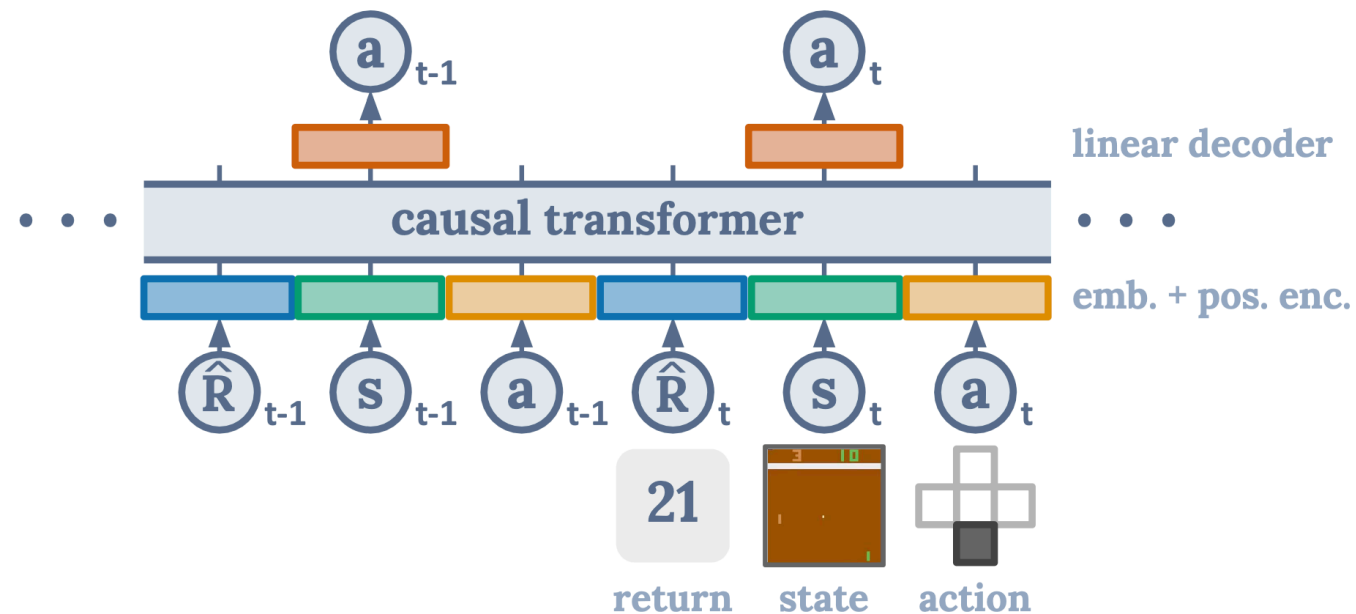 a t-1 a t
linear decoder
causal transformer
emb. + pos. enc.
R̂ t-1 s t-1 a t-1 R̂ t s t a t
3 10
21
return state action